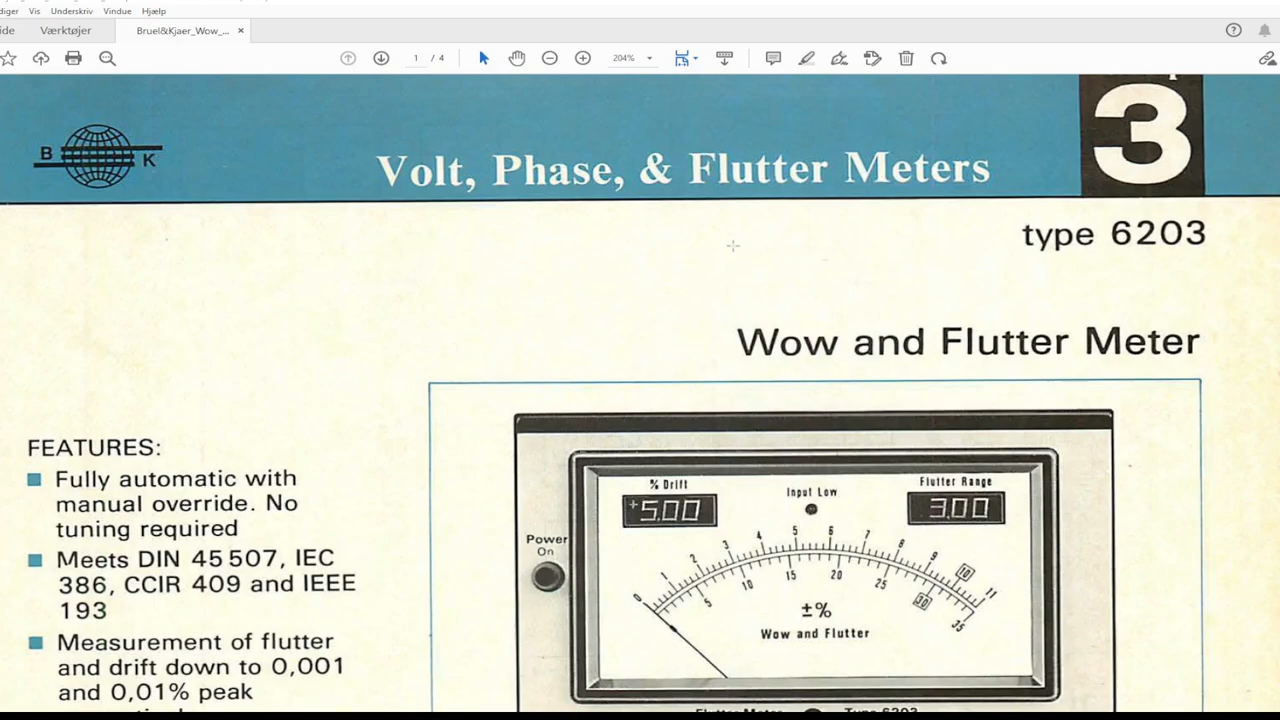 diger Vis Underskriv Vindue Hjælp
ide Værktøjer Bruel&Kjaer_Wow_...
1 / 4 204%
3
B K
Volt, Phase, & Flutter Meters
type 6203
Wow and Flutter Meter
FEATURES:
Fully automatic with
manual override. No
tuning required
Meets DIN 45 507, IEC
386, CCIR 409 and IEEE
193
Measurement of flutter
and drift down to 0,001
and 0,01% peak
% Drift
+5.00
Input Low
Flutter Range
3.00
Power
On
0 1 2 3 4 5 6 7 8 9 10 11
5 10 15 20 25 30 35
±%
Wow and Flutter
Flutter Meter Type 6203